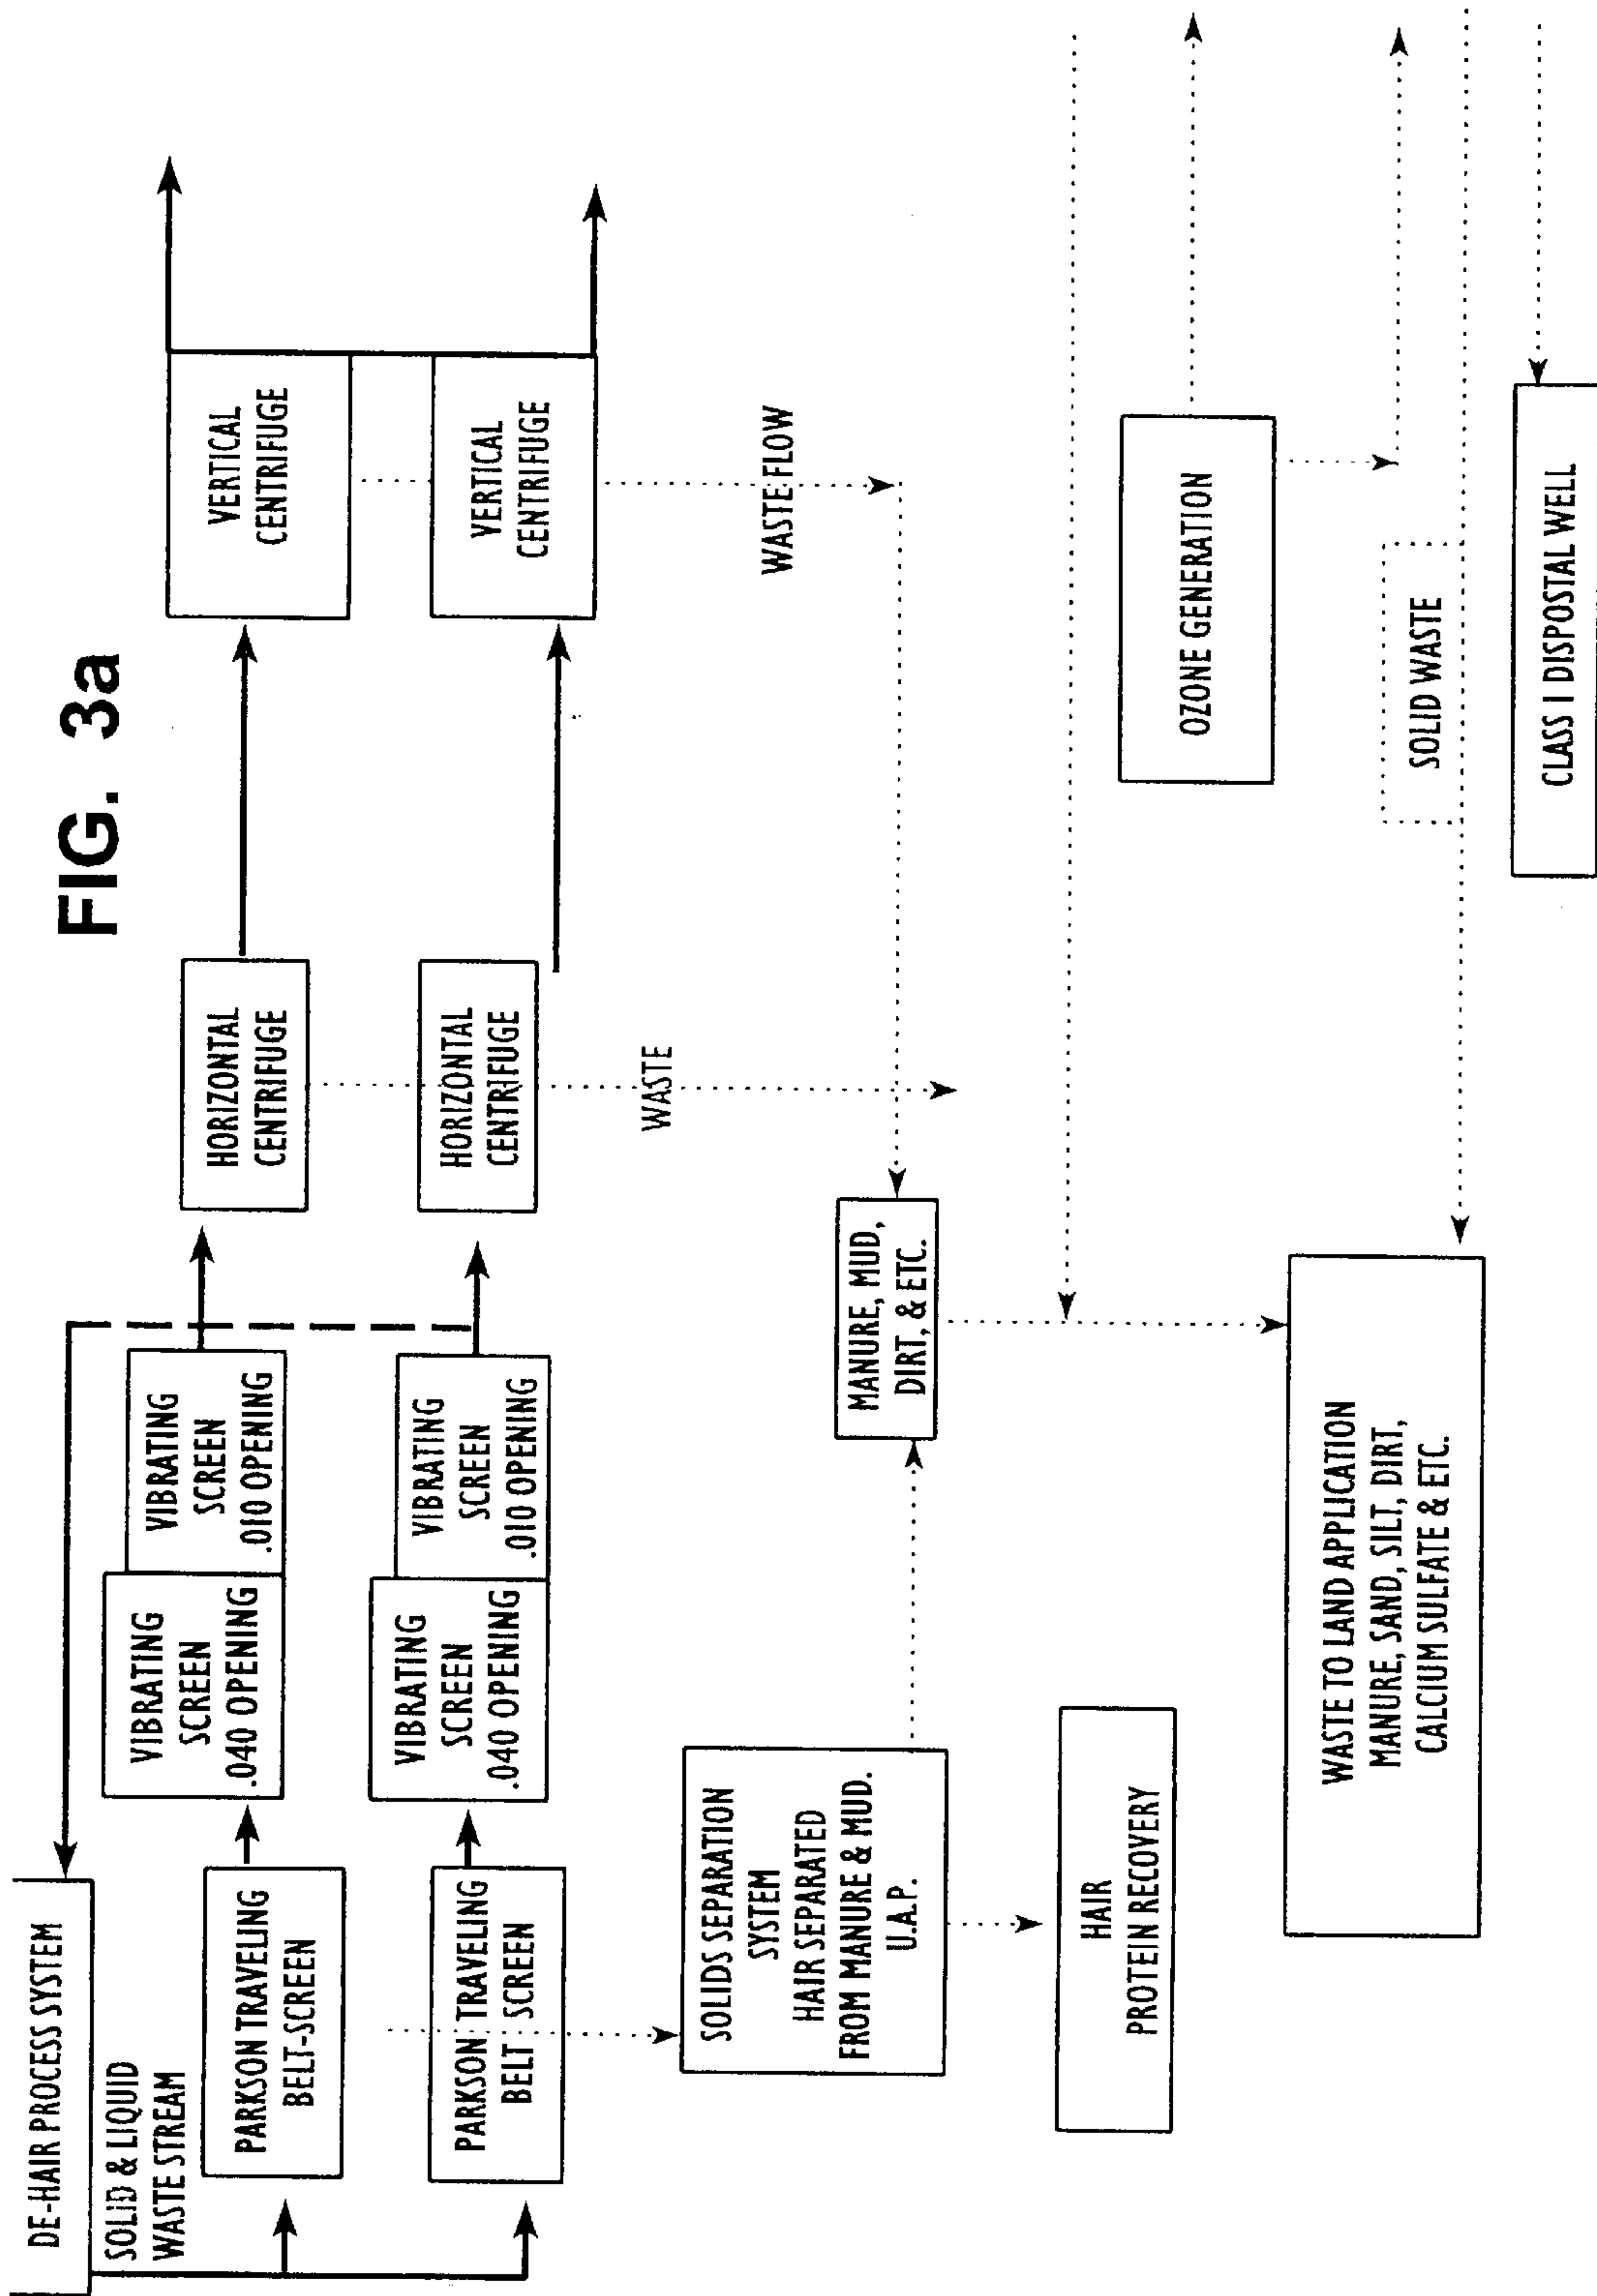 FIG. 3a
DE-HAIR PROCESS SYSTEM
SOLID & LIQUID
WASTE STREAM
PARKSON TRAVELING
BELT-SCREEN
VIBRATING
SCREEN
.040 OPENING
VIBRATING
SCREEN
.010 OPENING
HORIZONTAL
CENTRIFUGE
VERTICAL
CENTRIFUGE
PARKSON TRAVELING
BELT SCREEN
VIBRATING
SCREEN
.040 OPENING
VIBRATING
SCREEN
.010 OPENING
HORIZONTAL
CENTRIFUGE
VERTICAL
CENTRIFUGE
WASTE
WASTE FLOW
SOLIDS SEPARATION
SYSTEM
HAIR SEPARATED
FROM MANURE & MUD.
U.A.P.
MANURE, MUD,
DIRT, & ETC.
HAIR
PROTEIN RECOVERY
OZONE GENERATION
WASTE TO LAND APPLICATION
MANURE, SAND, SILT, DIRT,
CALCIUM SULFATE & ETC.
SOLID WASTE
CLASS I DISPOSTAL WELL